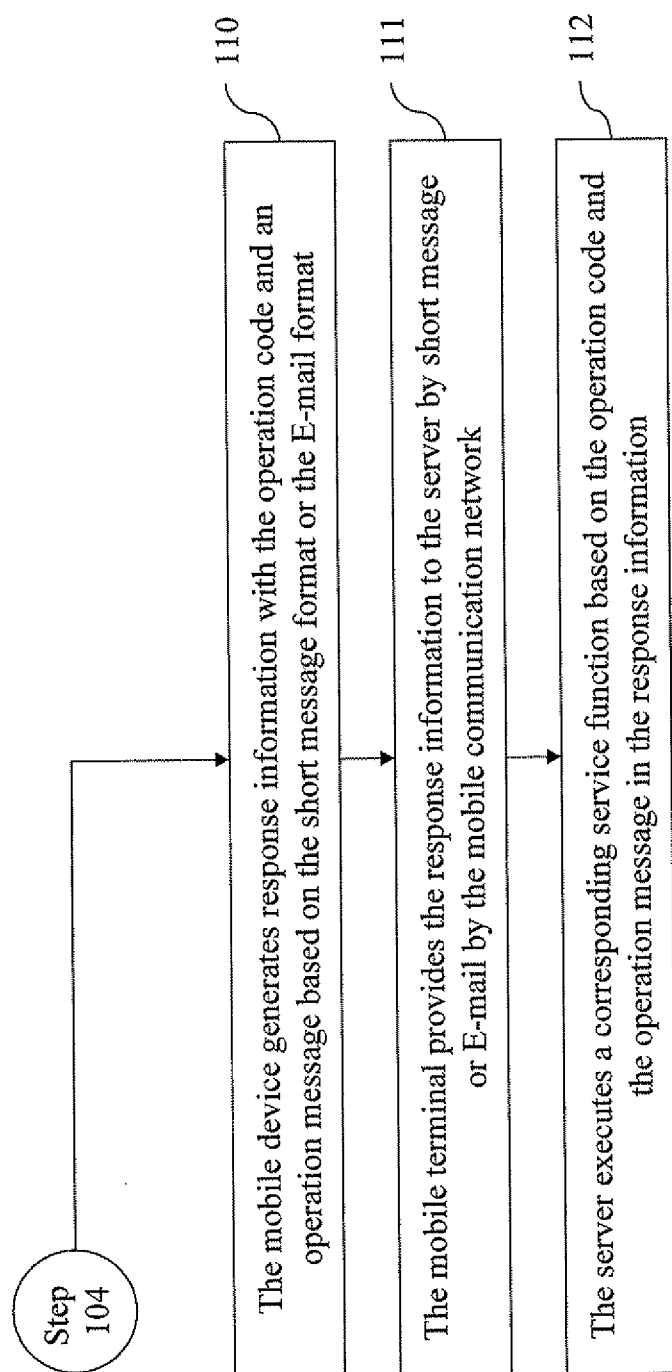 Step
104
The mobile device generates response information with the operation code and an
operation message based on the short message format or the E-mail format
110
The mobile terminal provides the response information to the server by short message
or E-mail by the mobile communication network
111
The server executes a corresponding service function based on the operation code and
the operation message in the response information
112